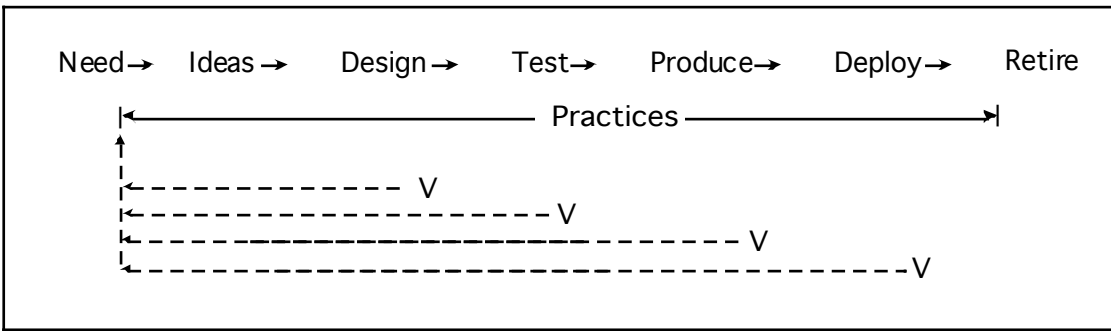 Need→ Ideas→ Design→ Test→ Produce→ Deploy→ Retire
Practices
V
V
V
V